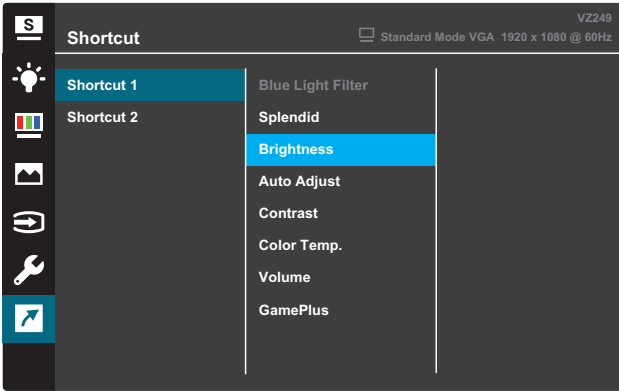 S
VZ249
Shortcut
Standard Mode VGA 1920 x 1080 @ 60Hz
Shortcut 1
Shortcut 2
Blue Light Filter
Splendid
Brightness
Auto Adjust
Contrast
Color Temp.
Volume
GamePlus